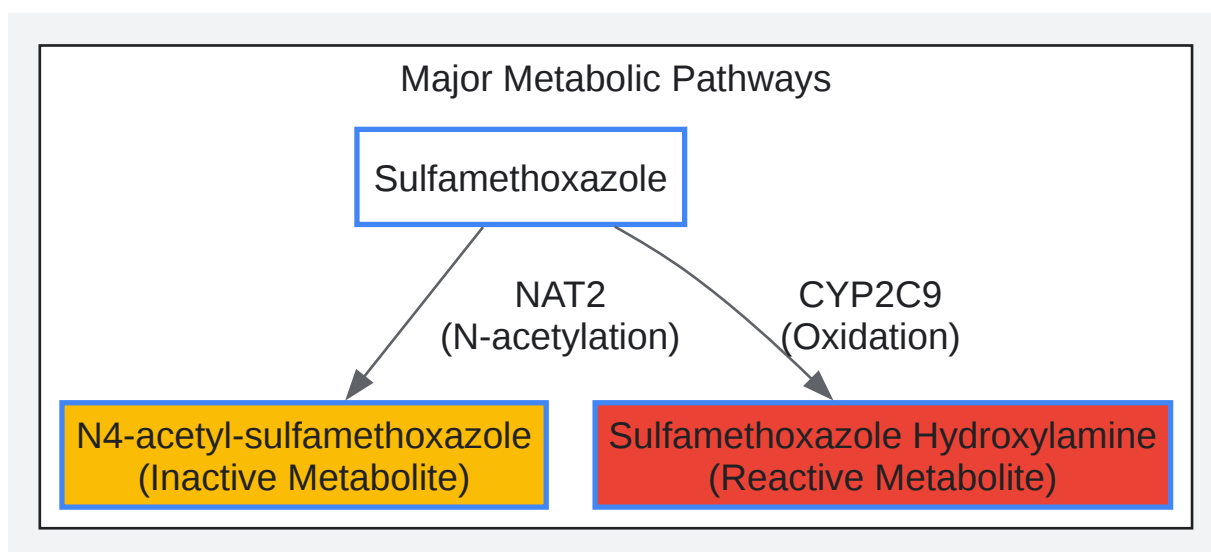 Major Metabolic Pathways
Sulfamethoxazole
NAT2
(N-acetylation)
CYP2C9
(Oxidation)
N4-acetyl-sulfamethoxazole
(Inactive Metabolite)
Sulfamethoxazole Hydroxylamine
(Reactive Metabolite)